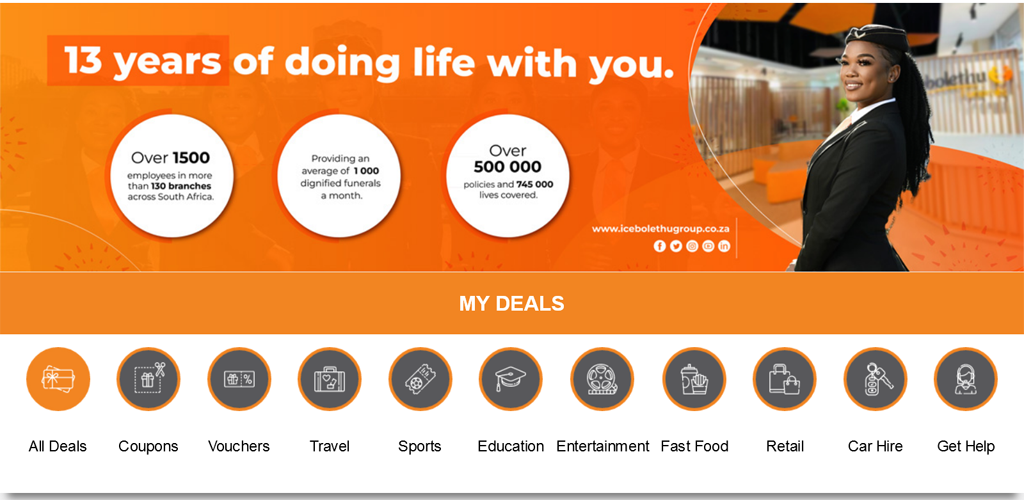 13 years of doing life with you.
Over 1500
employees in more
than 130 branches
across South Africa.
Providing an
average of 1 000
dignified funerals
a month.
Over
500 000
policies and 745 000
lives covered.
www.icebolethugroup.co.za
MY DEALS
All Deals
Coupons
Vouchers
Travel
Sports
Education
Entertainment
Fast Food
Retail
Car Hire
Get Help